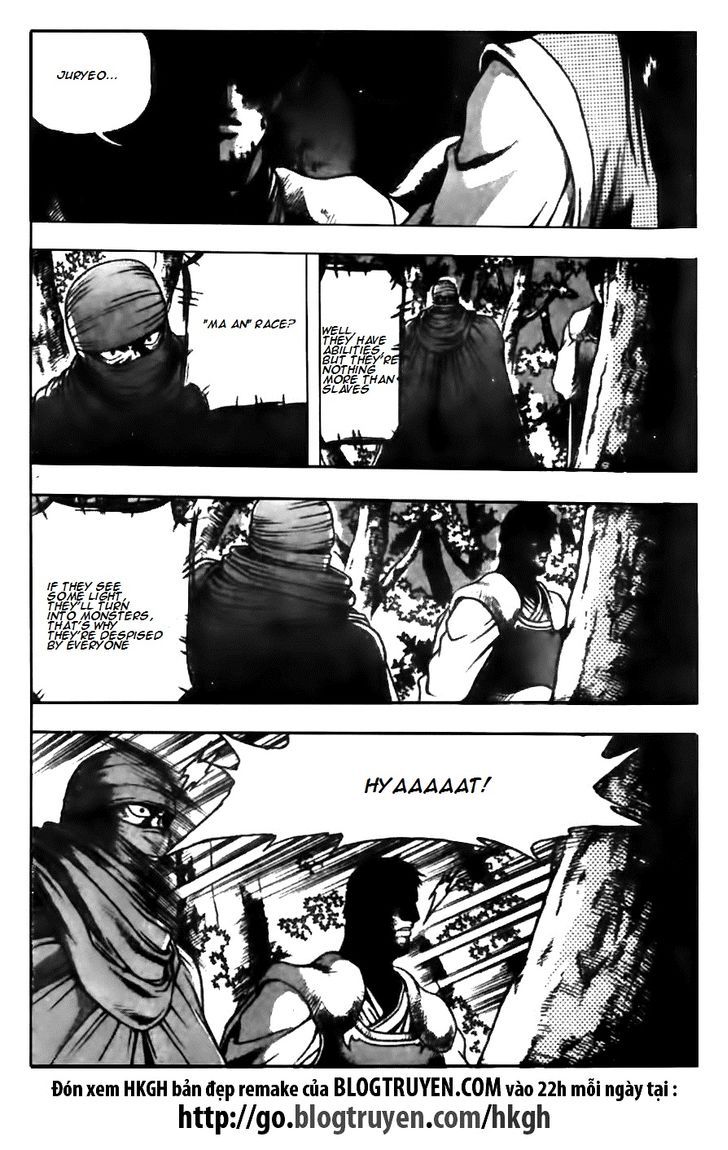 JURYEO...
"MA AN" RACE?
WELL,
THEY HAVE
ABILITIES,
BUT THEY'RE
NOTHING
MORE THAN
SLAVES
IF THEY SEE
SOME LIGHT,
THEY'LL TURN
INTO MONSTERS,
THAT'S WHY
THEY'RE DESPISED
BY EVERYONE
HYAAAAAT!
Đón xem HKGH bản đẹp remake của BLOGTRUYEN.COM vào 22h mỗi ngày tại :
http://go.blogtruyen.com/hkgh